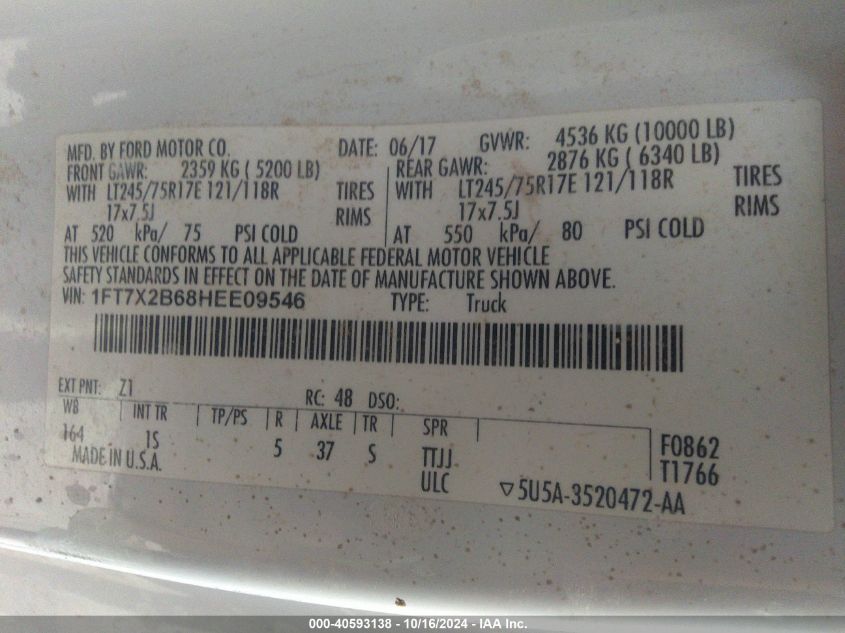 MFD. BY FORD MOTOR CO. DATE: 06/17 GVWR: 4536 KG (10000 LB)
FRONT GAWR: 2359 KG ( 5200 LB) REAR GAWR: 2876 KG ( 6340 LB)
WITH LT245/75R17E 121/118R TIRES WITH LT245/75R17E 121/118R TIRES
17x7.5J RIMS 17x7.5J RIMS
AT 520 kPa/ 75 PSI COLD AT 550 kPa/ 80 PSI COLD
THIS VEHICLE CONFORMS TO ALL APPLICABLE FEDERAL MOTOR VEHICLE
SAFETY STANDARDS IN EFFECT ON THE DATE OF MANUFACTURE SHOWN ABOVE.
VIN: 1FT7X2B68HEE09546 TYPE: Truck
EXT PNT: Z1 RC: 48 DSO:
WB INT TR TP/PS R AXLE TR SPR
164 1S 5 37 S TTJJ F0862
MADE IN U.S.A. ULC T1766
▽5U5A-3520472-AA
000-40593138 - 10/16/2024 - IAA Inc.